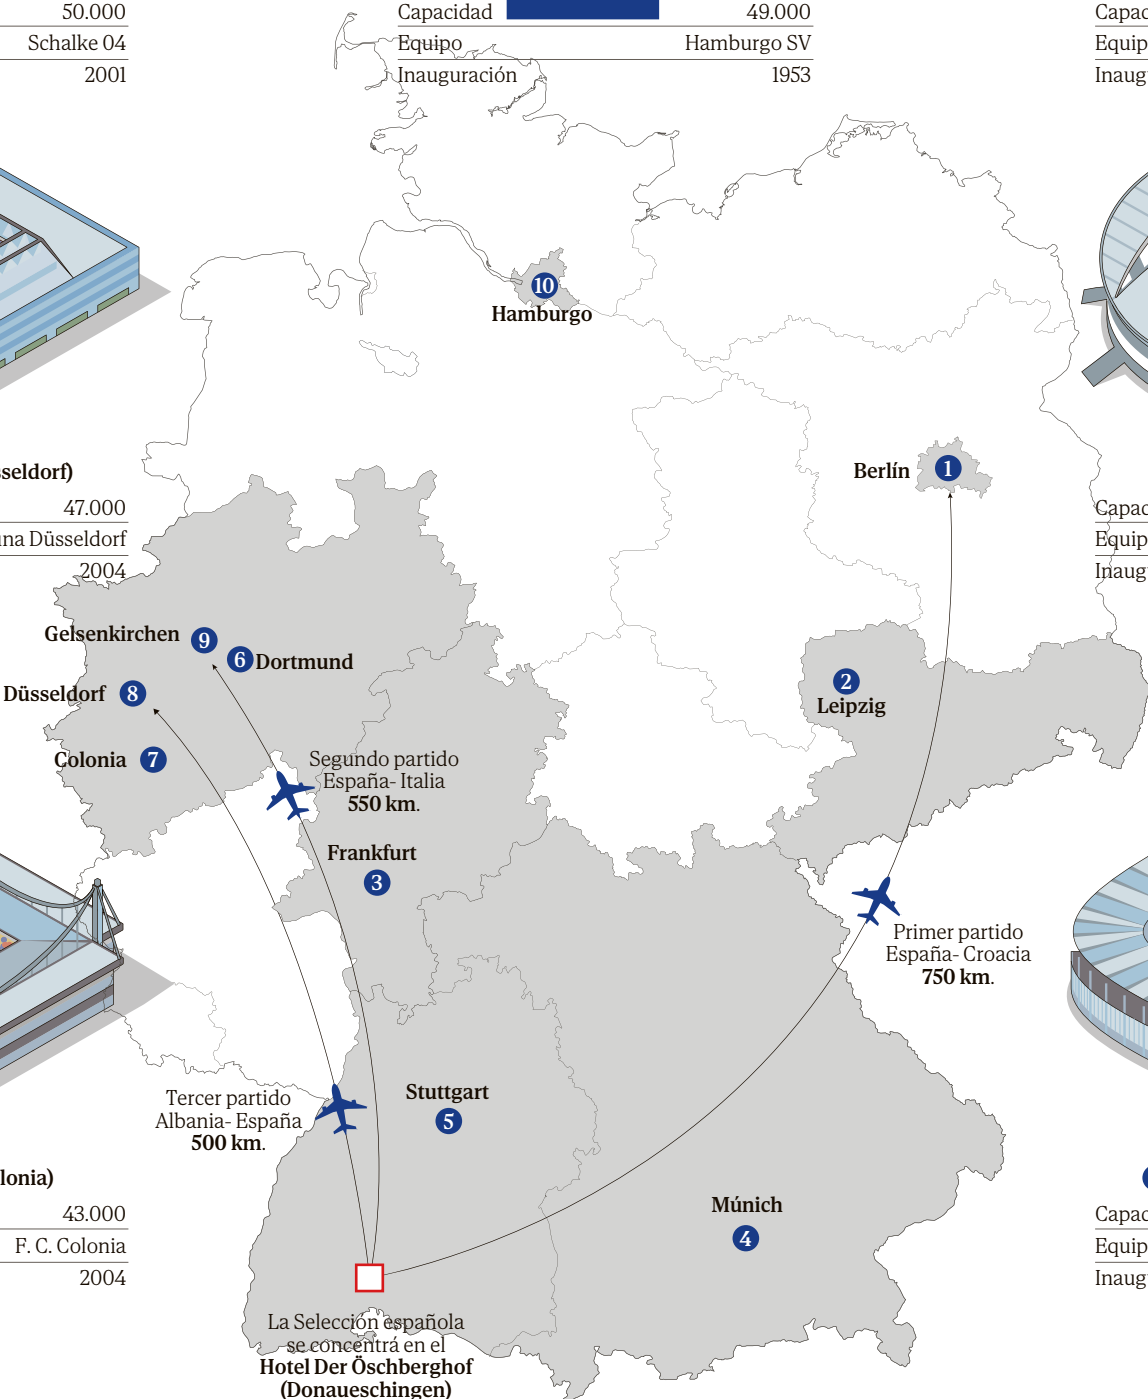 50.000
Schalke 04
2001
Capacidad 49.000
Equipo Hamburgo SV
Inauguración 1953
10
Hamburgo
47.000
Düsseldorf
2004
Berlín 1
Gelsenkirchen 9
6 Dortmund
Düsseldorf 8
Colonia 7
2
Leipzig
Segundo partido
España- Italia
550 km.
Frankfurt
3
Primer partido
España- Croacia
750 km.
Tercer partido
Albania- España
500 km.
Stuttgart
5
Múnich
4
43.000
F. C. Colonia
2004
La Selección española
se concentrá en el
Hotel Der Öschberghof
(Donaueschingen)